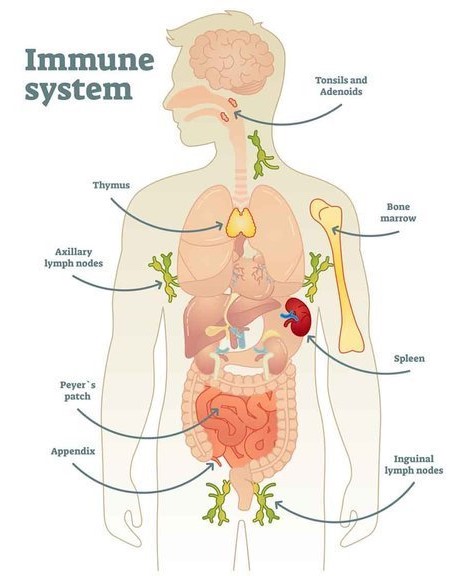 Immune
system
Tonsils and
Adenoids
Thymus
Bone
marrow
Axillary
lymph nodes
Spleen
Peyer`s
patch
Appendix
Inguinal
lymph nodes